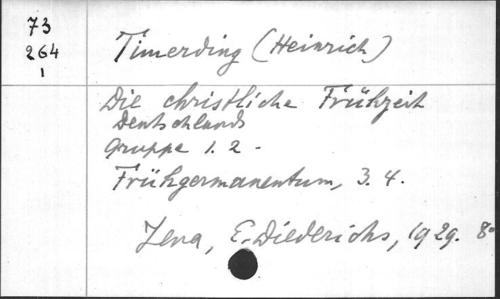 73
264
1
Timerding (Heinrich)
Die christliche Frühzeit
Deutschlands
Gruppe 1. 2 -
Frühgermanentum, 3. 4.
Jena, E. Diederichs, 1929. 8°